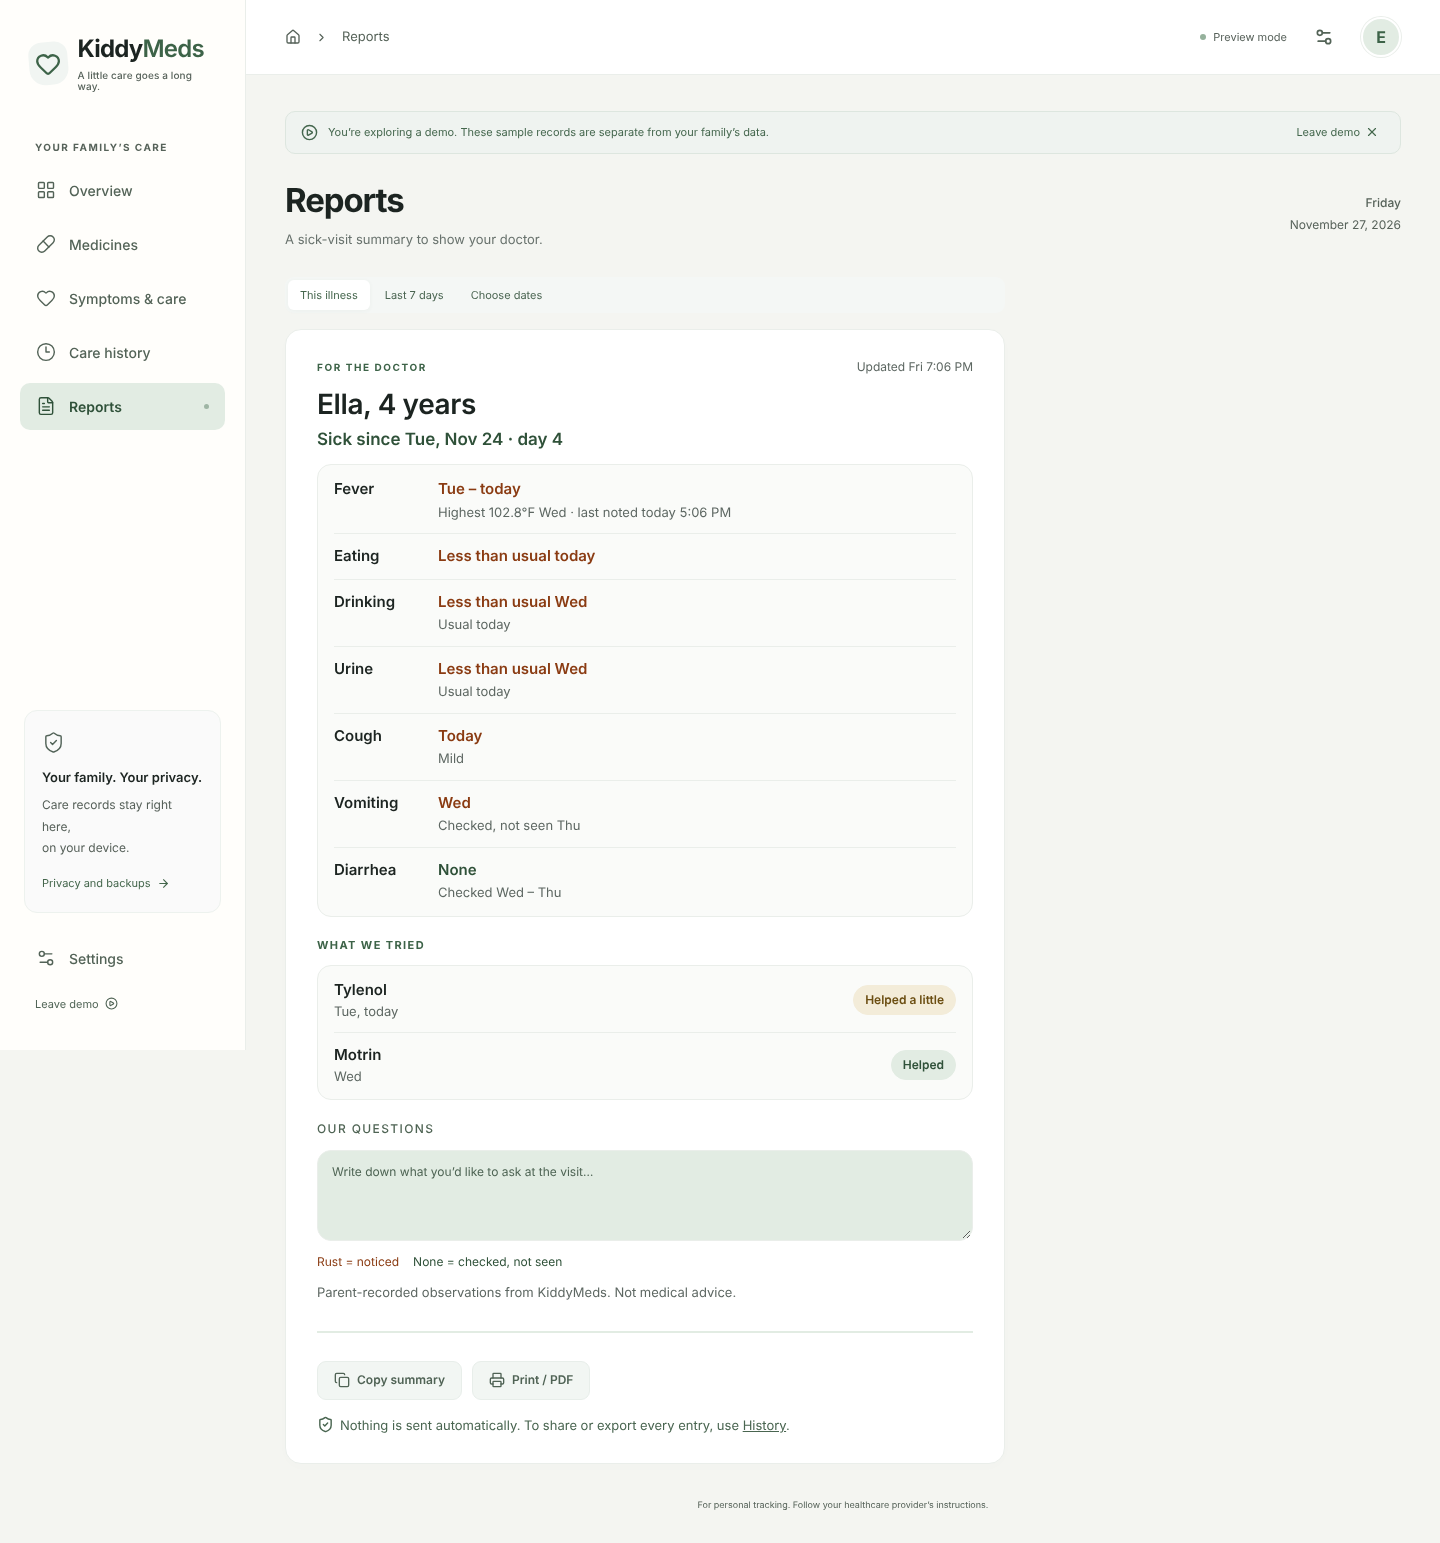 KiddyMeds
A little care goes a long
way.
Reports
Preview mode
E
YOUR FAMILY’S CARE
Overview
Medicines
Symptoms & care
Care history
Reports
Your family. Your privacy.
Care records stay right
here,
on your device.
Privacy and backups
Settings
Leave demo
You’re exploring a demo. These sample records are separate from your family’s data.
Leave demo
Reports
A sick-visit summary to show your doctor.
Friday
November 27, 2026
This illness
Last 7 days
Choose dates
FOR THE DOCTOR
Updated Fri 7:06 PM
Ella, 4 years
Sick since Tue, Nov 24 · day 4
Fever
Tue – today
Highest 102.8°F Wed · last noted today 5:06 PM
Eating
Less than usual today
Drinking
Less than usual Wed
Usual today
Urine
Less than usual Wed
Usual today
Cough
Today
Mild
Vomiting
Wed
Checked, not seen Thu
Diarrhea
None
Checked Wed – Thu
WHAT WE TRIED
Tylenol
Tue, today
Helped a little
Motrin
Wed
Helped
OUR QUESTIONS
Write down what you’d like to ask at the visit...
Rust = noticed
None = checked, not seen
Parent-recorded observations from KiddyMeds. Not medical advice.
Copy summary
Print / PDF
Nothing is sent automatically. To share or export every entry, use History.
For personal tracking. Follow your healthcare provider’s instructions.